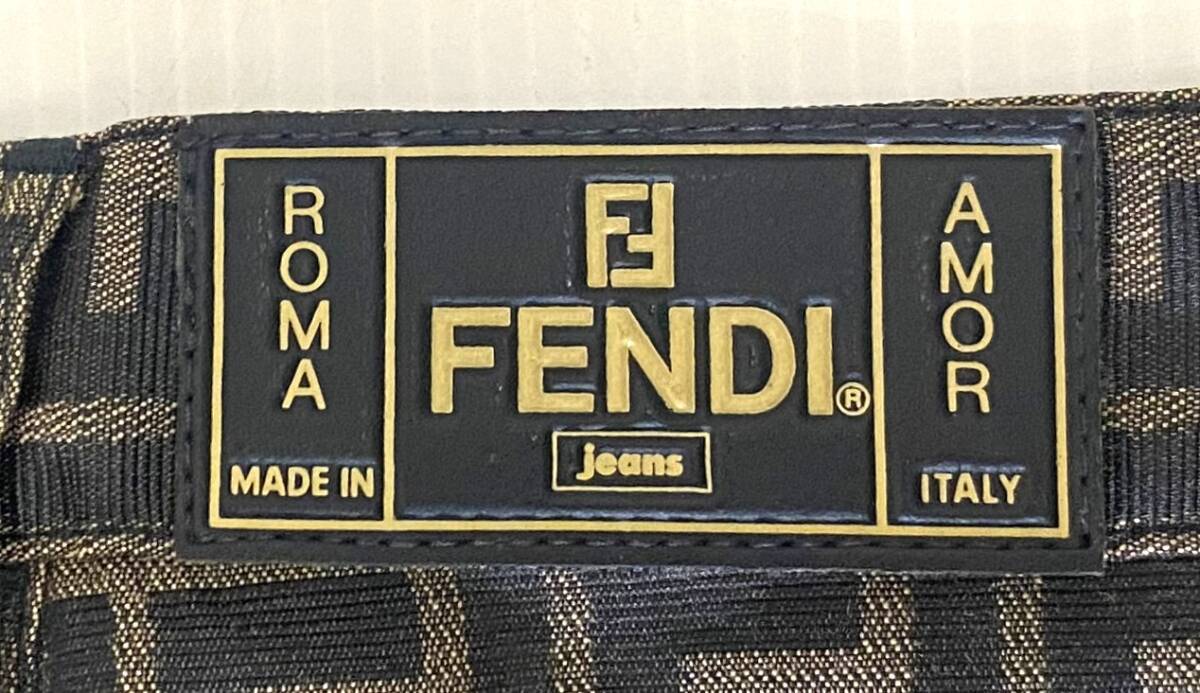 ROMA
MADE IN
FF
FENDI®
jeans
AMOR
ITALY